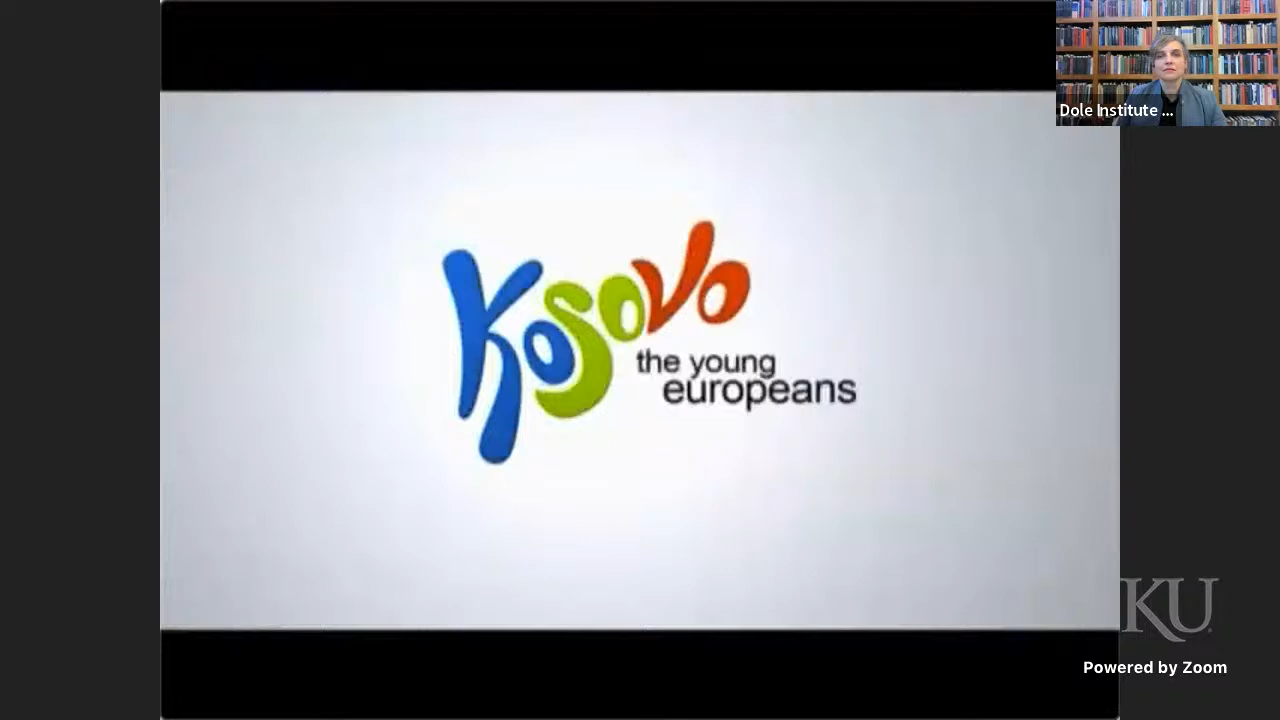 Dole Institute ...
Kosovo
the young
europeans
KU
Powered by Zoom